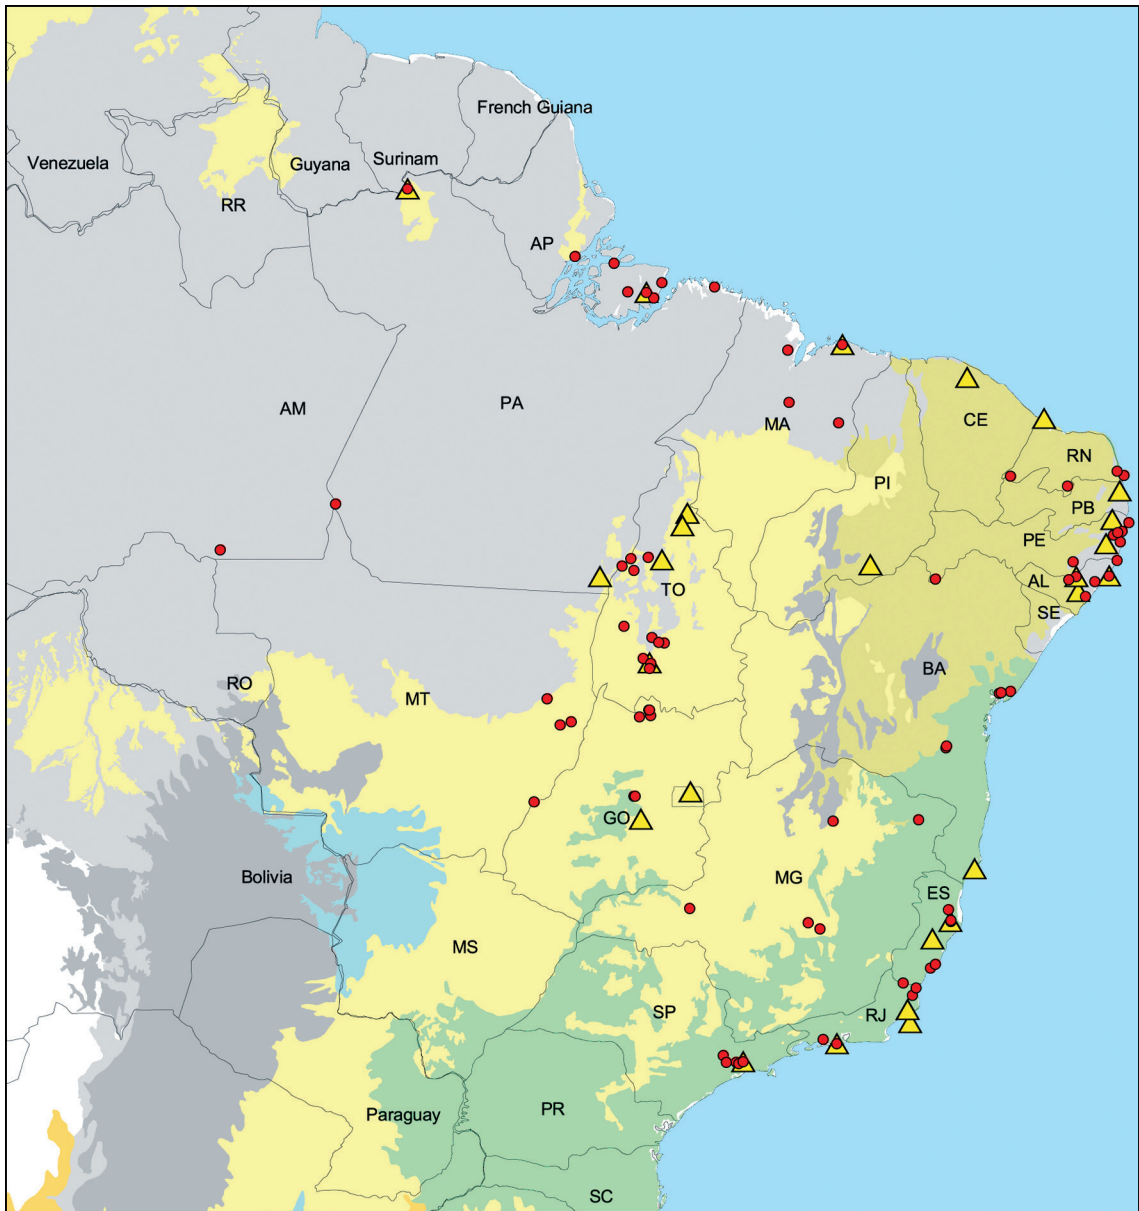 French Guiana
Venezuela
Guyana
Surinam
RR
AP
AM
PA
MA
CE
RN
PI
PB
PE
TO
AL
SE
BA
RO
MT
GO
Bolivia
MG
ES
MS
SP
RJ
Paraguay
PR
SC